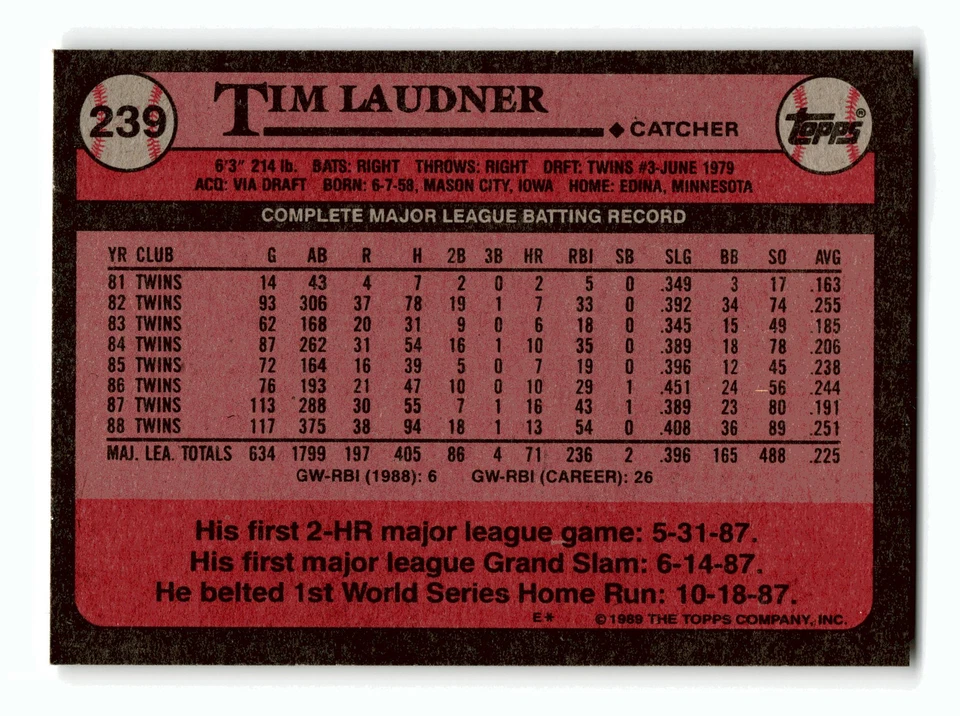 239
TIM LAUDNER
◆ CATCHER
TOPPS®
6'3" 214 lb. BATS: RIGHT THROWS: RIGHT DRFT: TWINS #3-JUNE 1979
ACQ: VIA DRAFT BORN: 6-7-58, MASON CITY, IOWA HOME: EDINA, MINNESOTA
COMPLETE MAJOR LEAGUE BATTING RECORD
YR CLUB G AB R H 2B 3B HR RBI SB SLG BB SO AVG
81 TWINS 14 43 4 7 2 0 2 5 0 .349 3 17 .163
82 TWINS 93 306 37 78 19 1 7 33 0 .392 34 74 .255
83 TWINS 62 168 20 31 9 0 6 18 0 .345 15 49 .185
84 TWINS 87 262 31 54 16 1 10 35 0 .389 18 78 .206
85 TWINS 72 164 16 39 5 0 7 19 0 .396 12 45 .238
86 TWINS 76 193 21 47 10 0 10 29 1 .451 24 56 .244
87 TWINS 113 288 30 55 7 1 16 43 1 .389 23 80 .191
88 TWINS 117 375 38 94 18 1 13 54 0 .408 36 89 .251
MAJ. LEA. TOTALS 634 1799 197 405 86 4 71 236 2 .396 165 488 .225
GW-RBI (1988): 6 GW-RBI (CAREER): 26
His first 2-HR major league game: 5-31-87.
His first major league Grand Slam: 6-14-87.
He belted 1st World Series Home Run: 10-18-87.
E* ©1989 THE TOPPS COMPANY, INC.